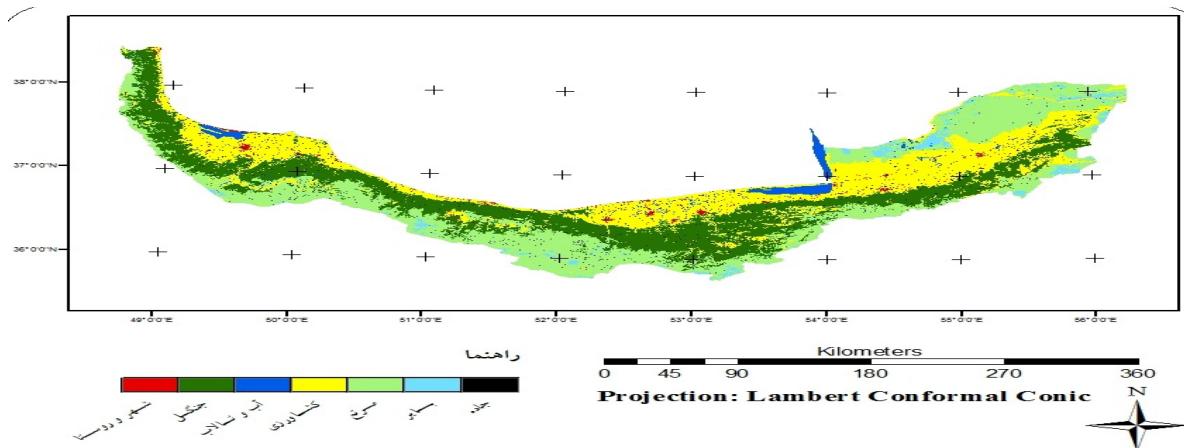 38°0'0"N
37°0'0"N
36°0'0"N
49°0'0"E 50°0'0"E 51°0'0"E 52°0'0"E 53°0'0"E 54°0'0"E 55°0'0"E 56°0'0"E
راهنما
شهر و روستا جنگل آب و تالاب کشاورزی مرتع سایر جاده
Kilometers
0 45 90 180 270 360
Projection: Lambert Conformal Conic
N